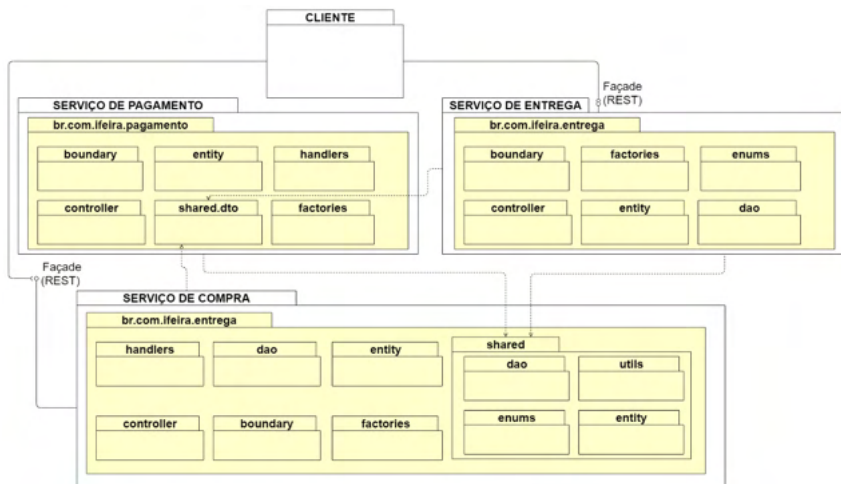 CLIENTE
Façade
(REST)
SERVIÇO DE PAGAMENTO
br.com.ifeira.pagamento
boundary
entity
handlers
controller
shared.dto
factories
SERVIÇO DE ENTREGA
br.com.ifeira.entrega
boundary
factories
enums
controller
entity
dao
Façade
(REST)
SERVIÇO DE COMPRA
br.com.ifeira.entrega
handlers
dao
entity
controller
boundary
factories
shared
dao
utils
enums
entity